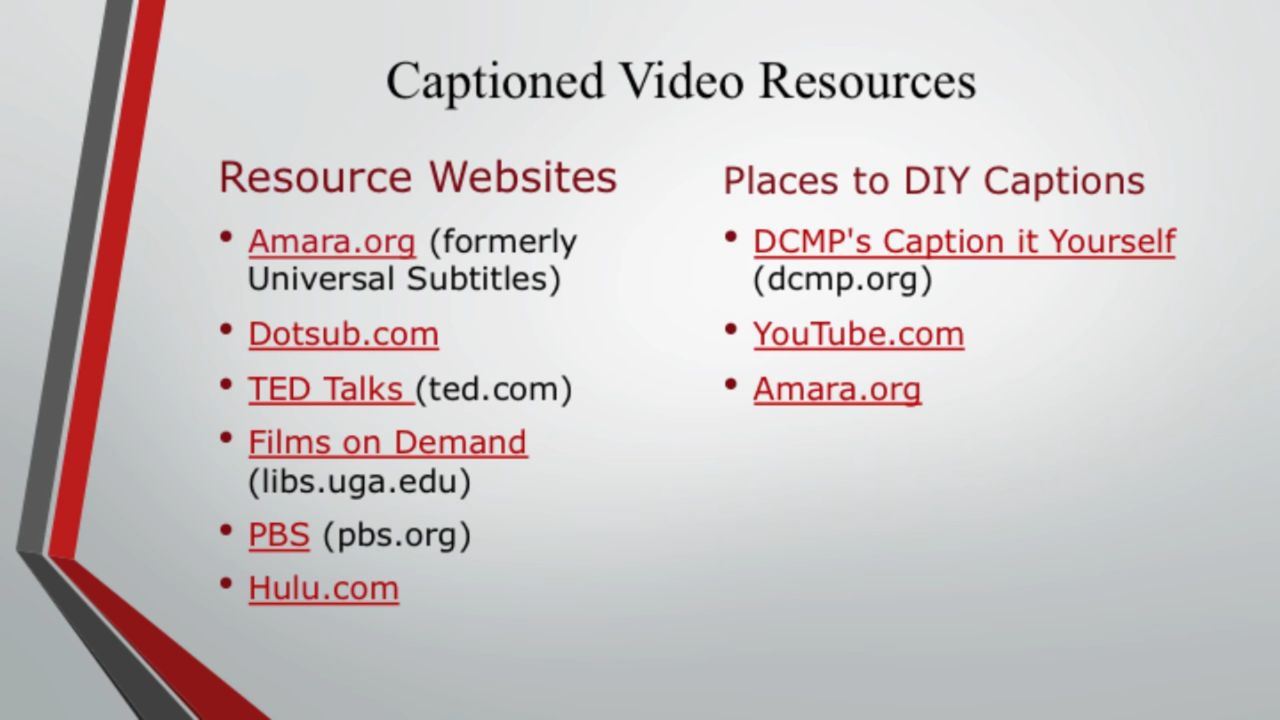 Captioned Video Resources
Resource Websites
• Amara.org (formerly
Universal Subtitles)
• Dotsub.com
• TED Talks (ted.com)
• Films on Demand
(libs.uga.edu)
• PBS (pbs.org)
• Hulu.com
Places to DIY Captions
• DCMP's Caption it Yourself
(dcmp.org)
• YouTube.com
• Amara.org